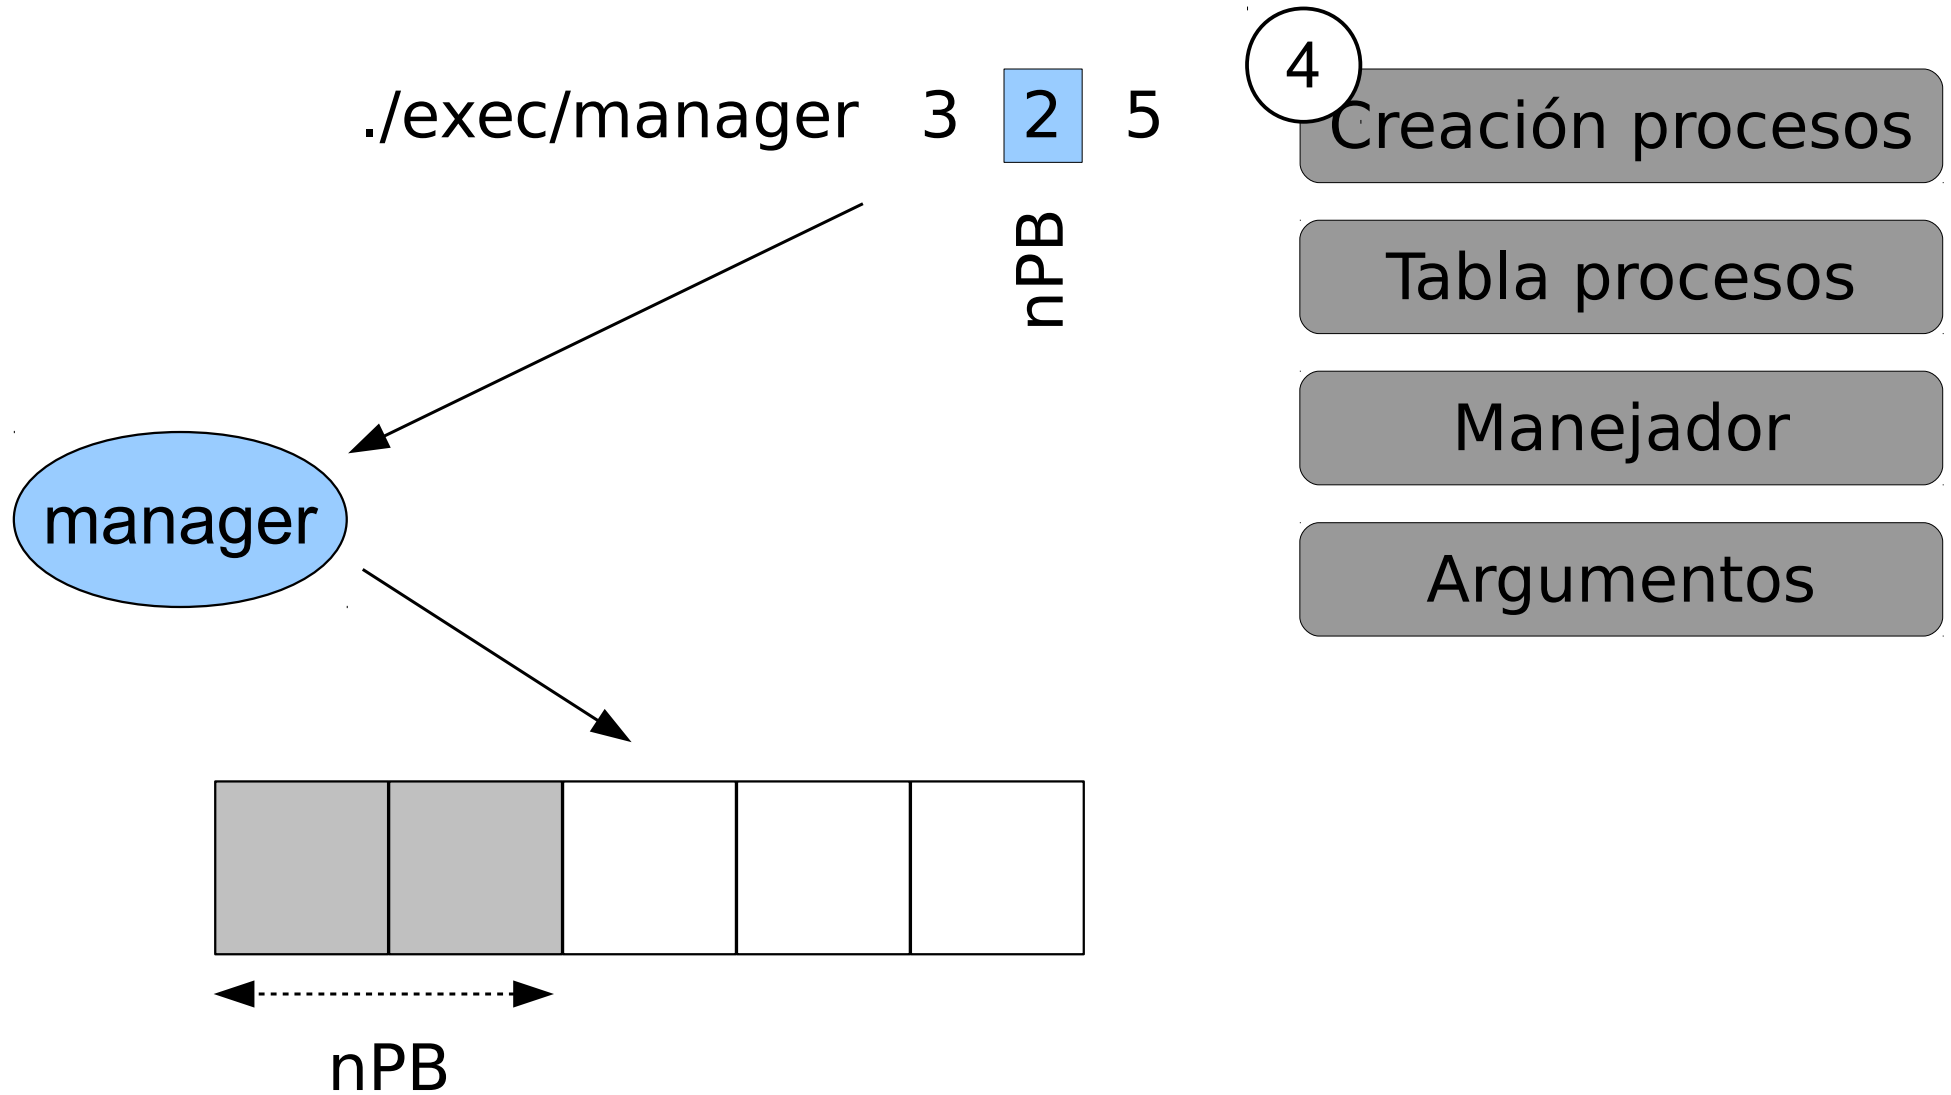 ./exec/manager 3 2 5
nPB
manager
nPB
4
Creación procesos
Tabla procesos
Manejador
Argumentos